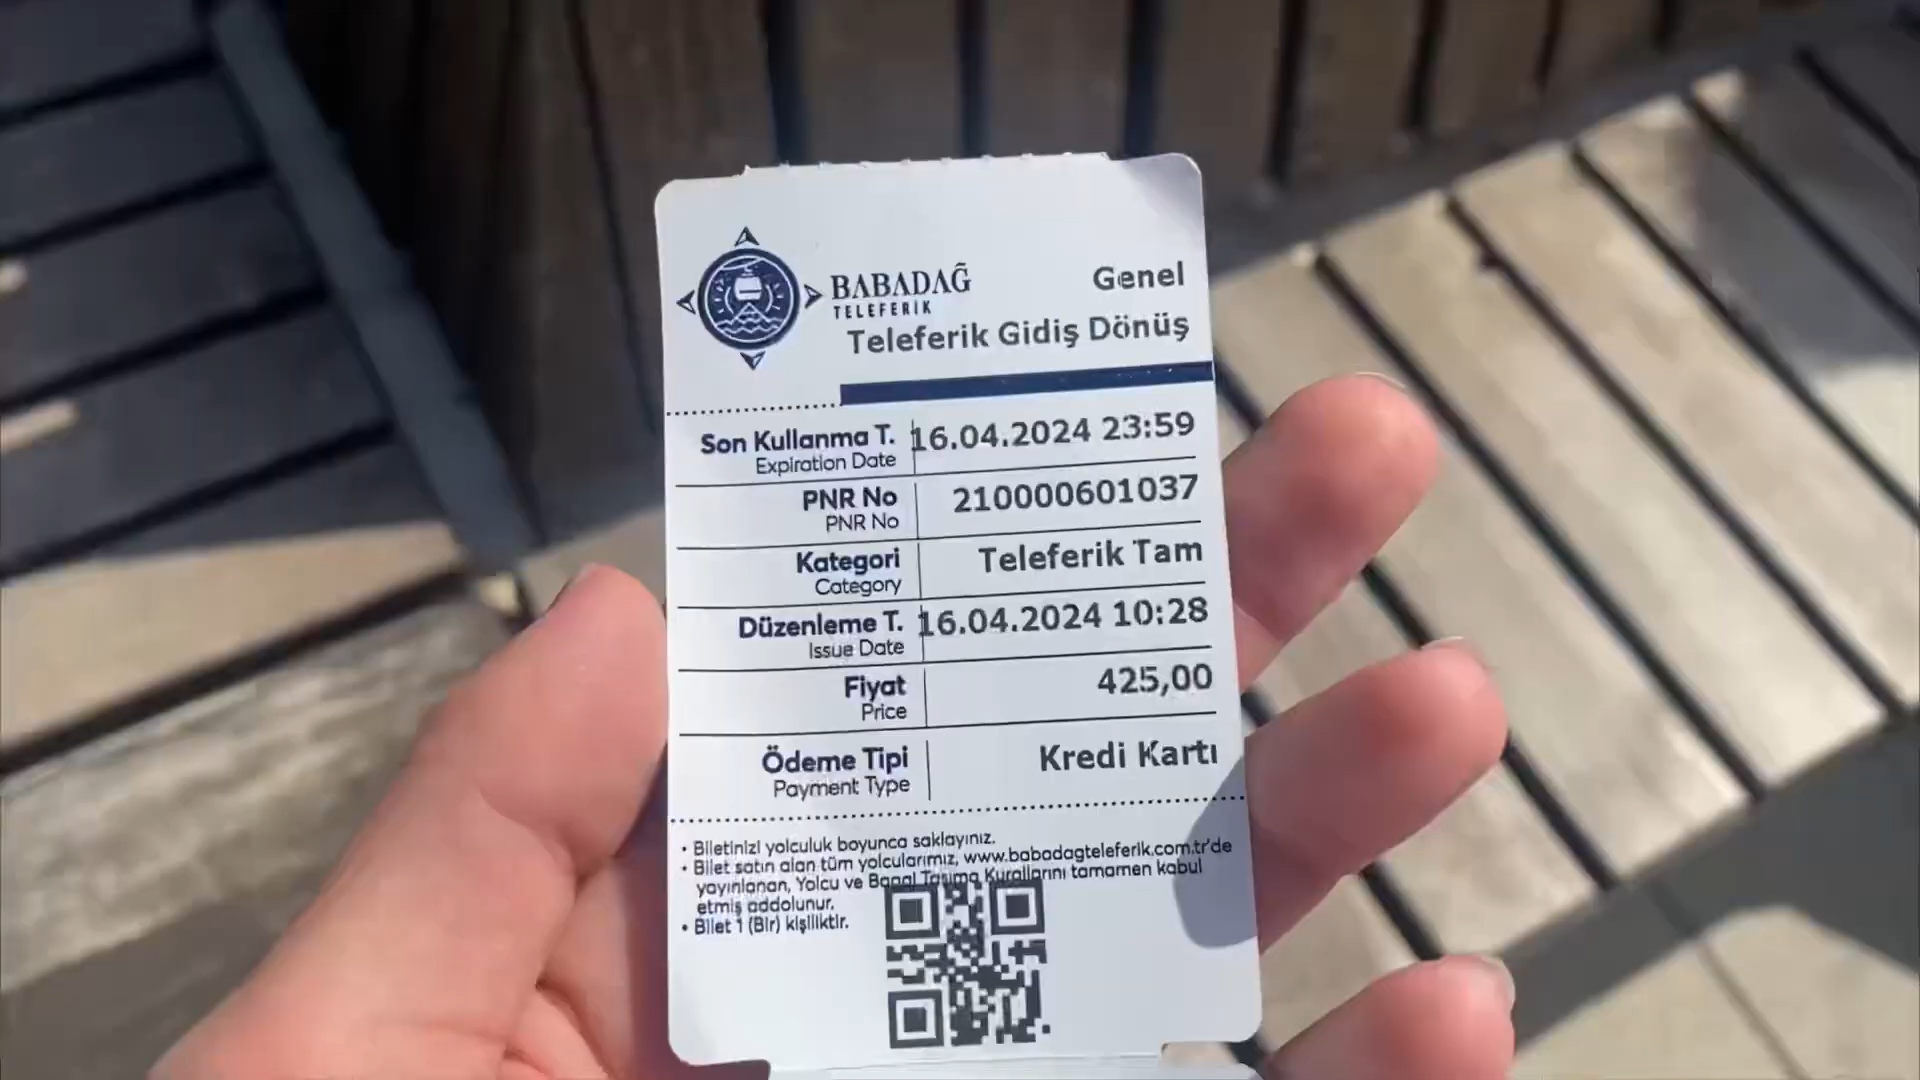 BABADAĞ
TELEFERİK
Genel
Teleferik Gidiş Dönüş
Son Kullanma T. 16.04.2024 23:59
Expiration Date
PNR No 210000601037
PNR No
Kategori Teleferik Tam
Category
Düzenleme T. 16.04.2024 10:28
Issue Date
Fiyat 425,00
Price
Ödeme Tipi Kredi Kartı
Payment Type
• Biletinizi yolculuk boyunca saklayınız.
• Bilet satın alan tüm yolcularımız, www.babadagteleferik.com.tr'de
yayınlanan, Yolcu ve Bagaj Taşıma Kurallarını tamamen kabul
etmiş addolunur.
• Bilet 1 (Bir) kişiliktir.